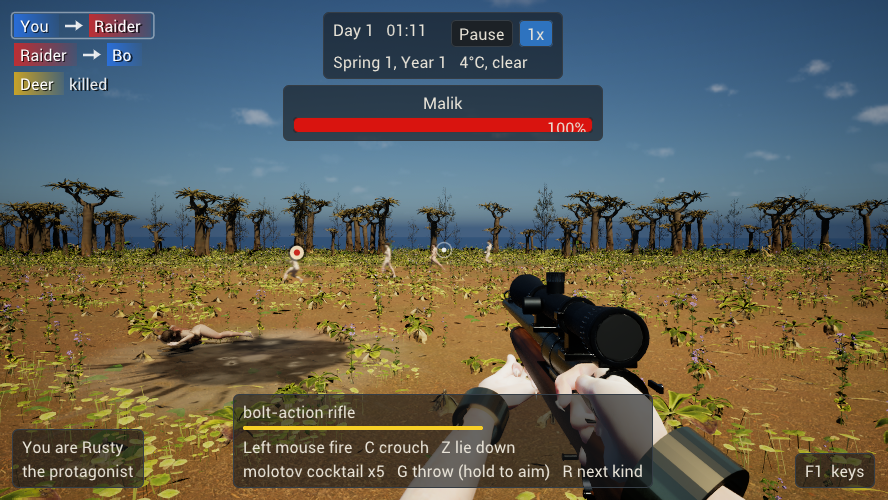 You → Raider
Raider → Bo
Deer killed
Day 1 01:11 Pause 1x
Spring 1, Year 1 4°C, clear
Malik
100%
bolt-action rifle
Left mouse fire C crouch Z lie down
molotov cocktail x5 G throw (hold to aim) R next kind
You are Rusty
the protagonist
F1 keys